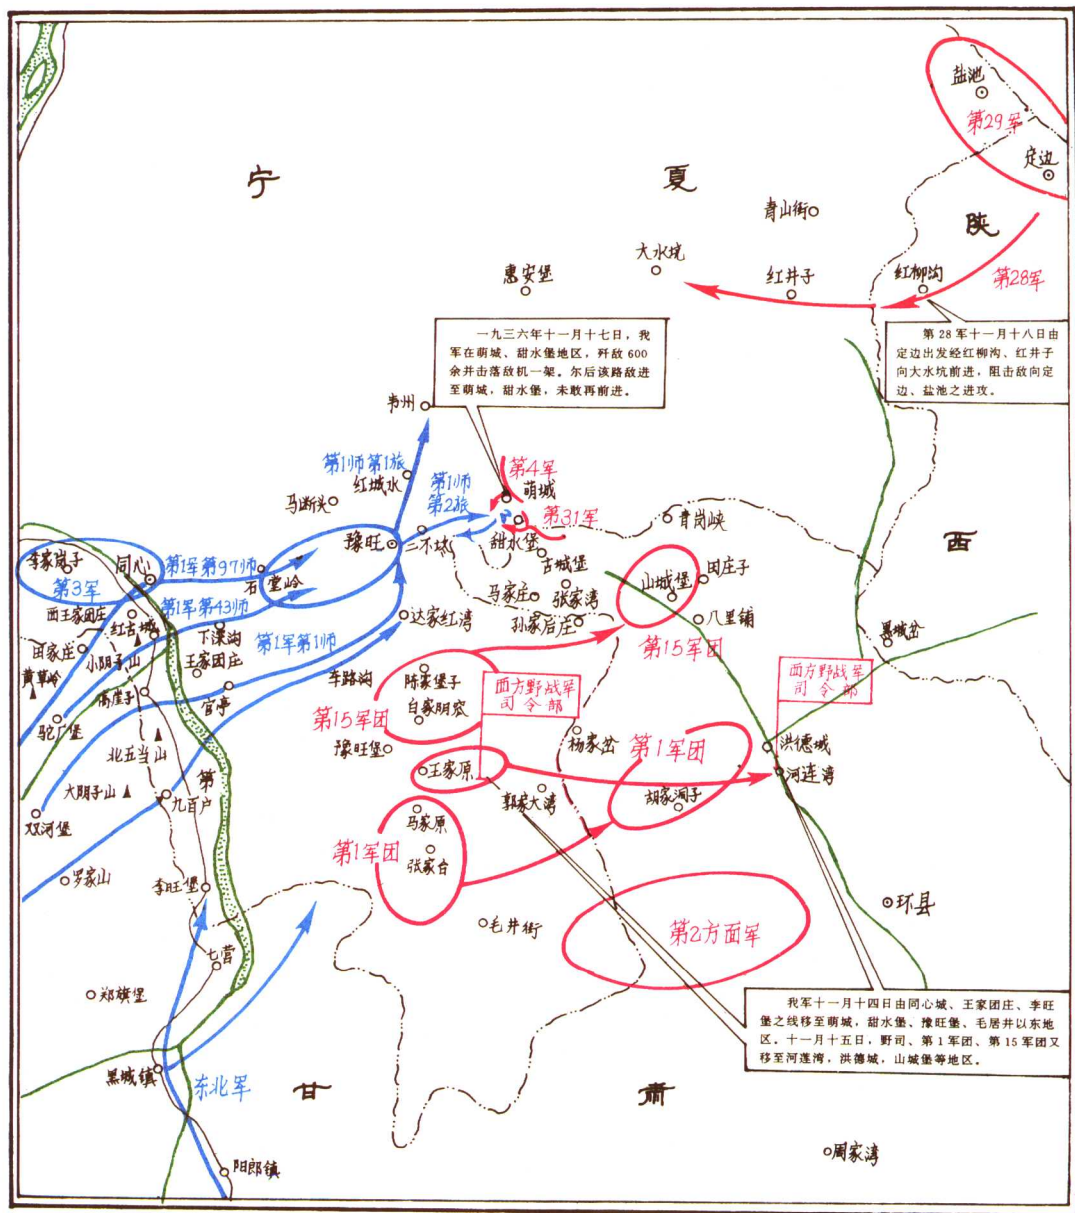 盐池
第29军
定边
宁
夏
青山街
陕
大水坑
惠安堡
红井子
红柳沟
第28军
一九三六年十一月十七日，我
军在萌城、甜水堡地区，歼敌600
余并击落敌机一架。尔后该路敌进
至萌城，甜水堡，未敢再前进。
第28军十一月十八日由
定边出发经红柳沟、红井子
向大水坑前进，阻击敌向定
边、盐池之进攻。
韦州
第1师第1旅
红城水
第1师
第2旅
第4军
萌城
马断头
第31军
青岗峡
豫旺
甜水堡
西
李家岗子
同心
第1军第97师
石堂岭
古城堡
山城堡
田庄子
第3军
西王家团庄
第1军第43师
马家庄
张家湾
红古城
下深沟
第1军第1师
达家红湾
孙家后庄
八里铺
黑城岔
田家庄
小阴子山
王家团庄
第15军团
黄草岭
车路沟
陈家堡子
西方野战军
司令部
西方野战军
司令部
高崖子
官亭
第15军团
驼厂堡
豫旺堡
杨家岔
第1军团
洪德城
北五当山
王家原
河连湾
第
六阴子山
九百户
郭家大湾
胡家洞子
双河堡
马家原
第1军团
张家台
罗家山
李旺堡
环县
毛井街
第2方面军
七营
郑旗堡
我军十一月十四日由同心城、王家团庄、李旺
堡之线移至萌城，甜水堡、豫旺堡、毛居井以东地
区。十一月十五日，野司、第1军团、第15军团又
移至河莲湾，洪德城，山城堡等地区。
黑城镇
东北军
甘
肃
阳郎镇
周家湾